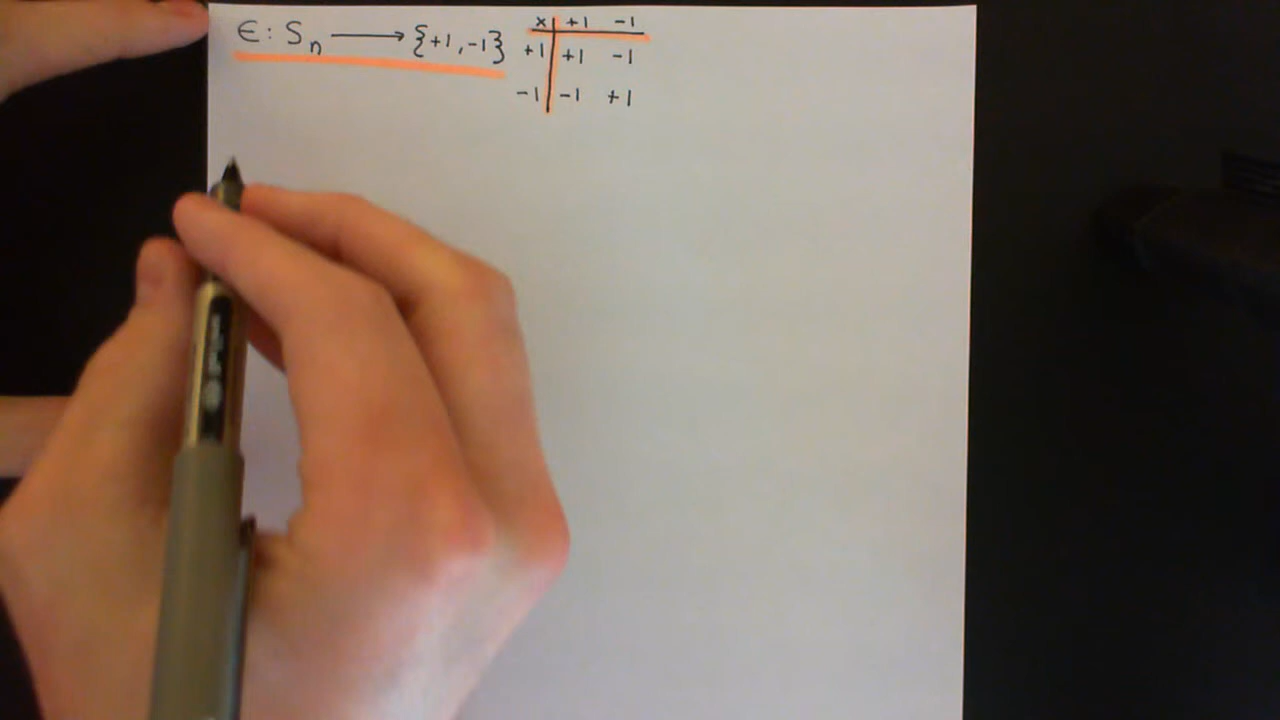 ∈: Sₙ ⟶ {+1, -1}
× | +1 -1
+1 | +1 -1
-1 | -1 +1